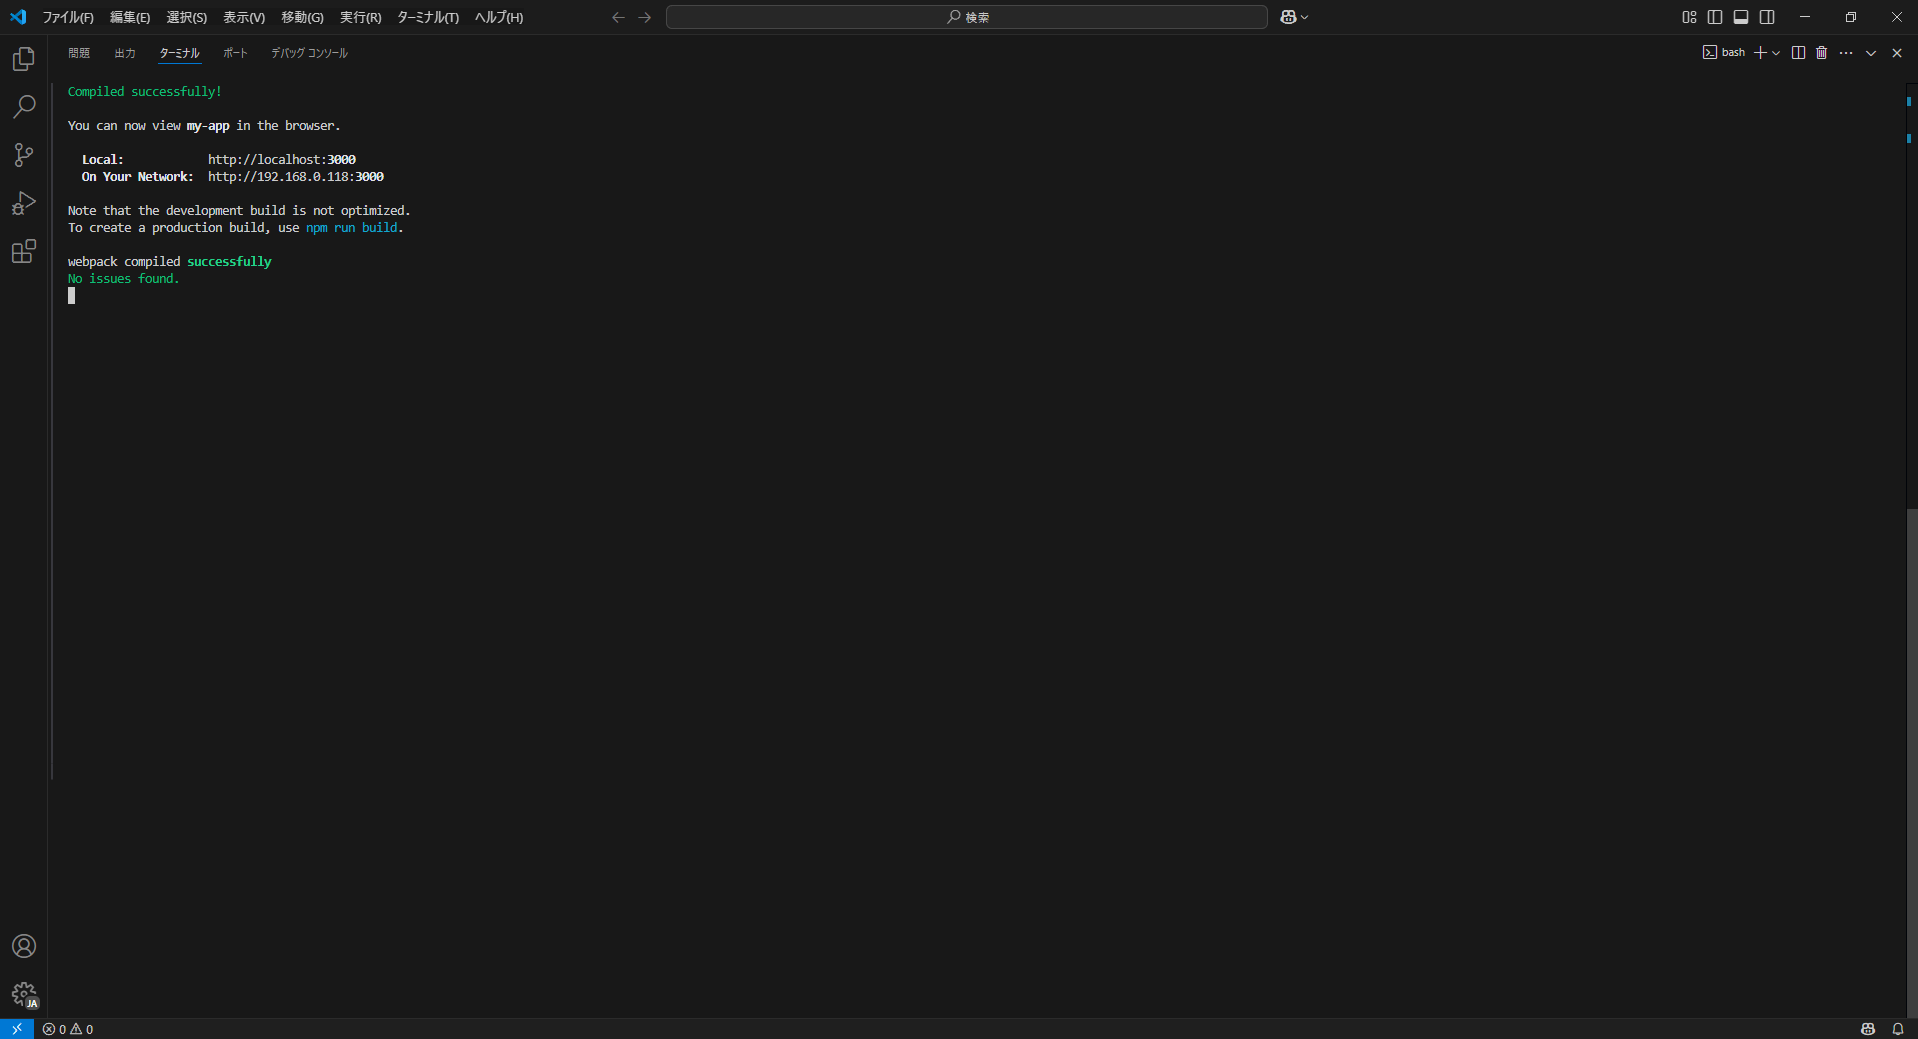 ファイル(F) 編集(E) 選択(S) 表示(V) 移動(G) 実行(R) ターミナル(T) ヘルプ(H) 検索
問題 出力 ターミナル ポート デバッグ コンソール bash
Compiled successfully!
You can now view my-app in the browser.
Local: http://localhost:3000
On Your Network: http://192.168.0.118:3000
Note that the development build is not optimized.
To create a production build, use npm run build.
webpack compiled successfully
No issues found.
JA
0 0